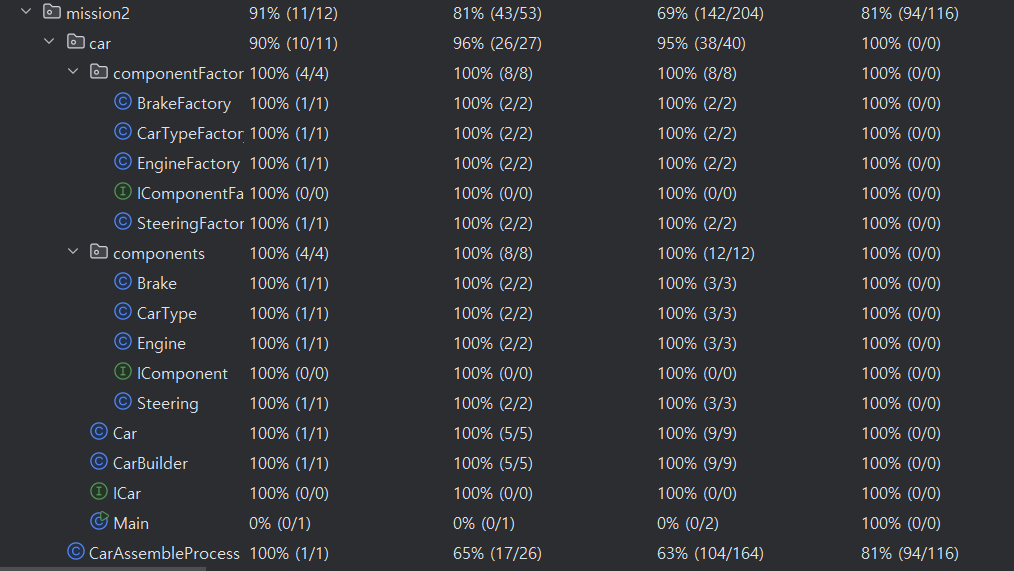 mission2 91% (11/12) 81% (43/53) 69% (142/204) 81% (94/116)
car 90% (10/11) 96% (26/27) 95% (38/40) 100% (0/0)
componentFactor 100% (4/4) 100% (8/8) 100% (8/8) 100% (0/0)
C BrakeFactory 100% (1/1) 100% (2/2) 100% (2/2) 100% (0/0)
C CarTypeFactor 100% (1/1) 100% (2/2) 100% (2/2) 100% (0/0)
C EngineFactory 100% (1/1) 100% (2/2) 100% (2/2) 100% (0/0)
I IComponentFa 100% (0/0) 100% (0/0) 100% (0/0) 100% (0/0)
C SteeringFactor 100% (1/1) 100% (2/2) 100% (2/2) 100% (0/0)
components 100% (4/4) 100% (8/8) 100% (12/12) 100% (0/0)
C Brake 100% (1/1) 100% (2/2) 100% (3/3) 100% (0/0)
C CarType 100% (1/1) 100% (2/2) 100% (3/3) 100% (0/0)
C Engine 100% (1/1) 100% (2/2) 100% (3/3) 100% (0/0)
I IComponent 100% (0/0) 100% (0/0) 100% (0/0) 100% (0/0)
C Steering 100% (1/1) 100% (2/2) 100% (3/3) 100% (0/0)
C Car 100% (1/1) 100% (5/5) 100% (9/9) 100% (0/0)
C CarBuilder 100% (1/1) 100% (5/5) 100% (9/9) 100% (0/0)
I ICar 100% (0/0) 100% (0/0) 100% (0/0) 100% (0/0)
C Main 0% (0/1) 0% (0/1) 0% (0/2) 100% (0/0)
C CarAssembleProcess 100% (1/1) 65% (17/26) 63% (104/164) 81% (94/116)